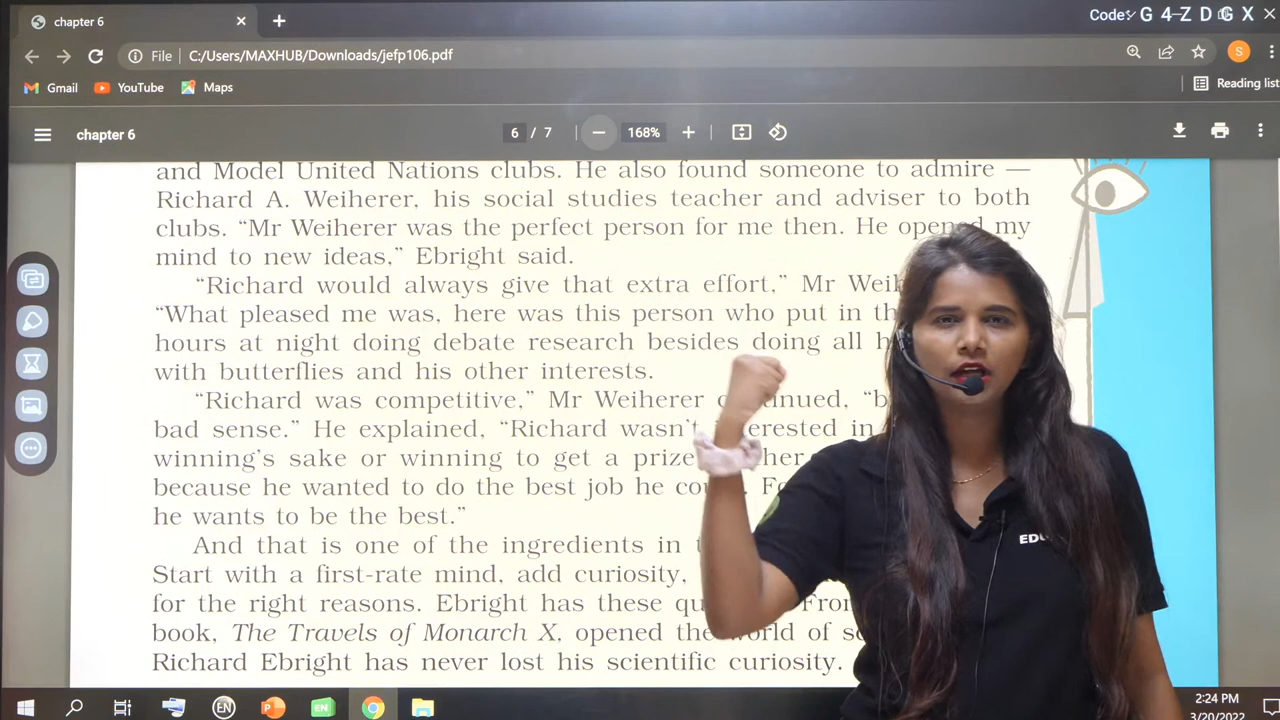 chapter 6
Code: G 4 Z D G X
File C:/Users/MAXHUB/Downloads/jefp106.pdf
Gmail YouTube Maps
Reading list
chapter 6
6 / 7
168%
and Model United Nations clubs. He also found someone to admire —
Richard A. Weiherer, his social studies teacher and adviser to both
clubs. “Mr Weiherer was the perfect person for me then. He opened my
mind to new ideas,” Ebright said.
“Richard would always give that extra effort,” Mr
“What pleased me was, here was this person who put in
hours at night doing debate research besides doing all
with butterflies and his other interests.
“Richard was competitive,” Mr Weiherer continued,
bad sense.” He explained, “Richard wasn’t interested in
winning’s sake or winning to get a prize
because he wanted to do the best job he
he wants to be the best.”
And that is one of the ingredients in
Start with a first-rate mind, add curiosity,
for the right reasons. Ebright has these From
book, The Travels of Monarch X, opened the world of
Richard Ebright has never lost his scientific curiosity.
S
EN
EN
2:24 PM
3/20/2022